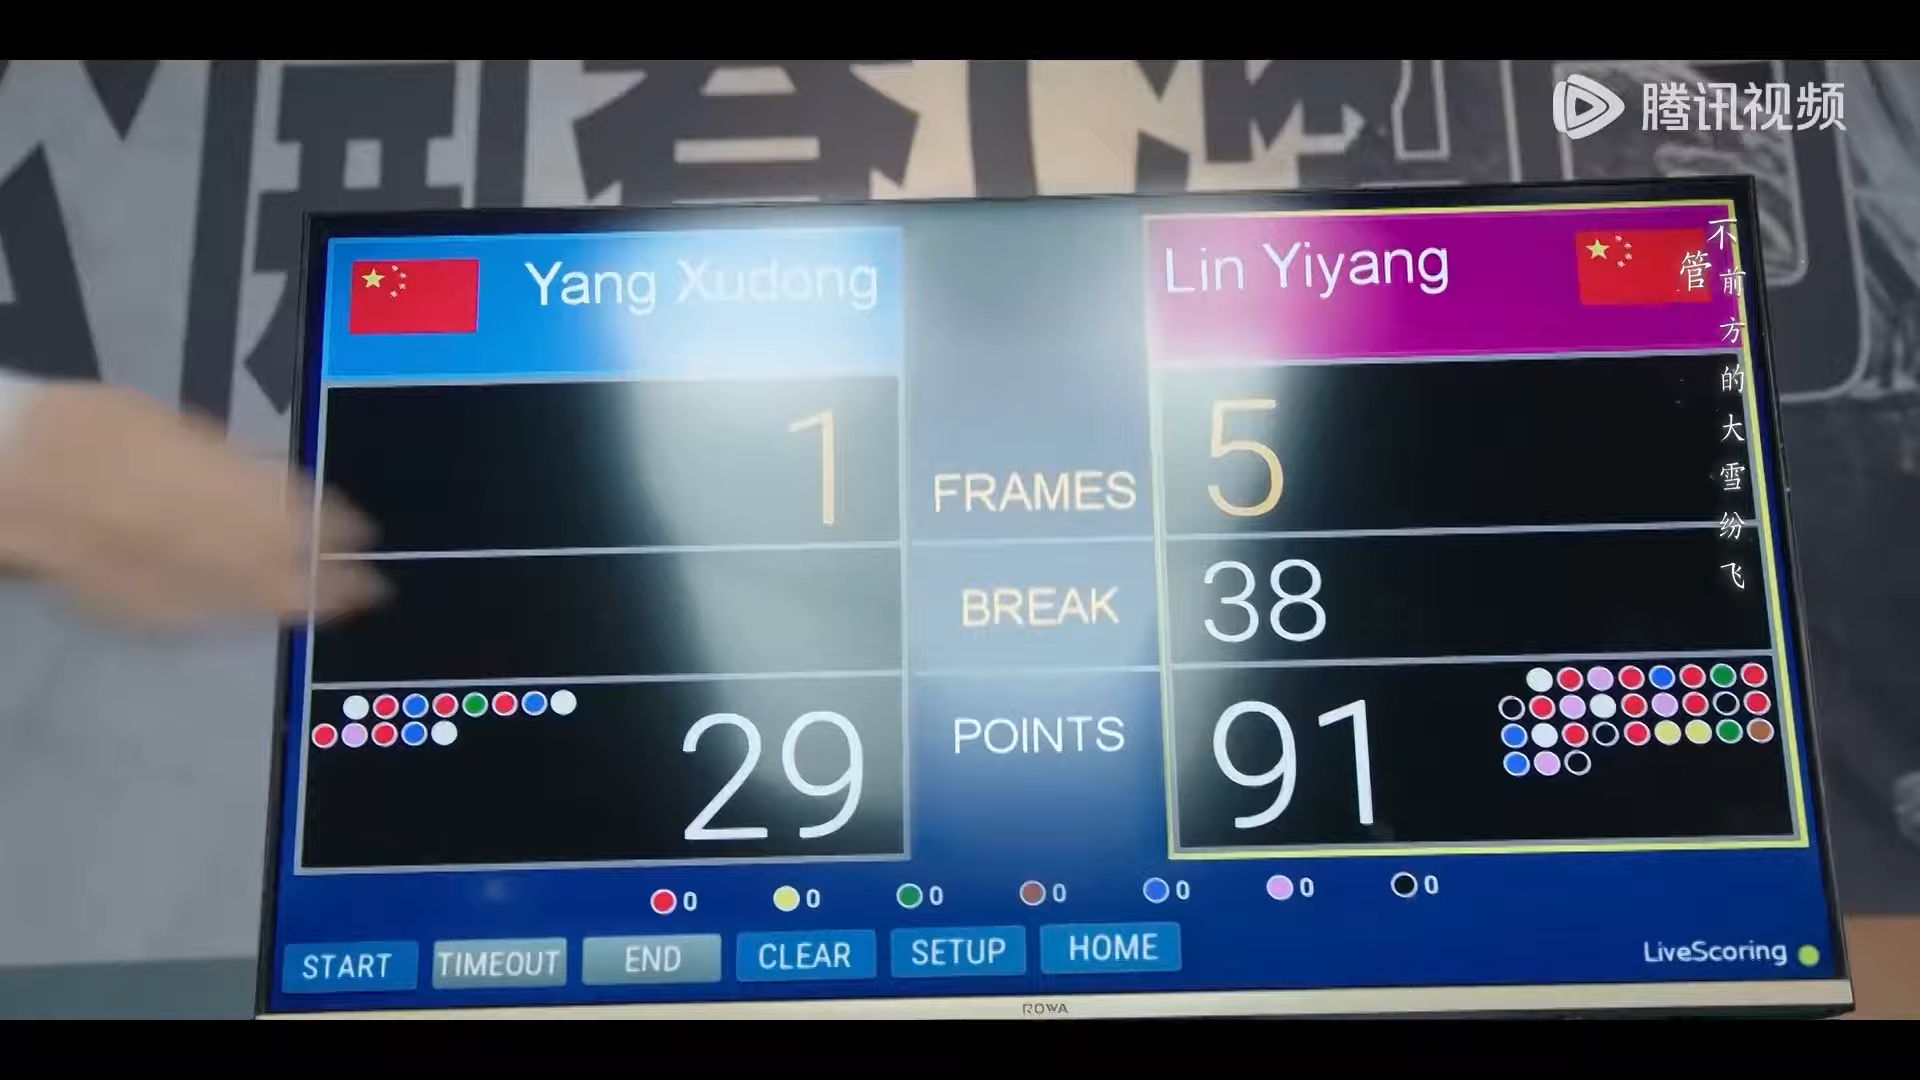 腾讯视频
Yang Xudong
Lin Yiyang
不管前方的大雪纷飞
1
FRAMES
5
BREAK
38
29
POINTS
91
0
0
0
0
0
0
0
START
TIMEOUT
END
CLEAR
SETUP
HOME
LiveScoring
ROWA